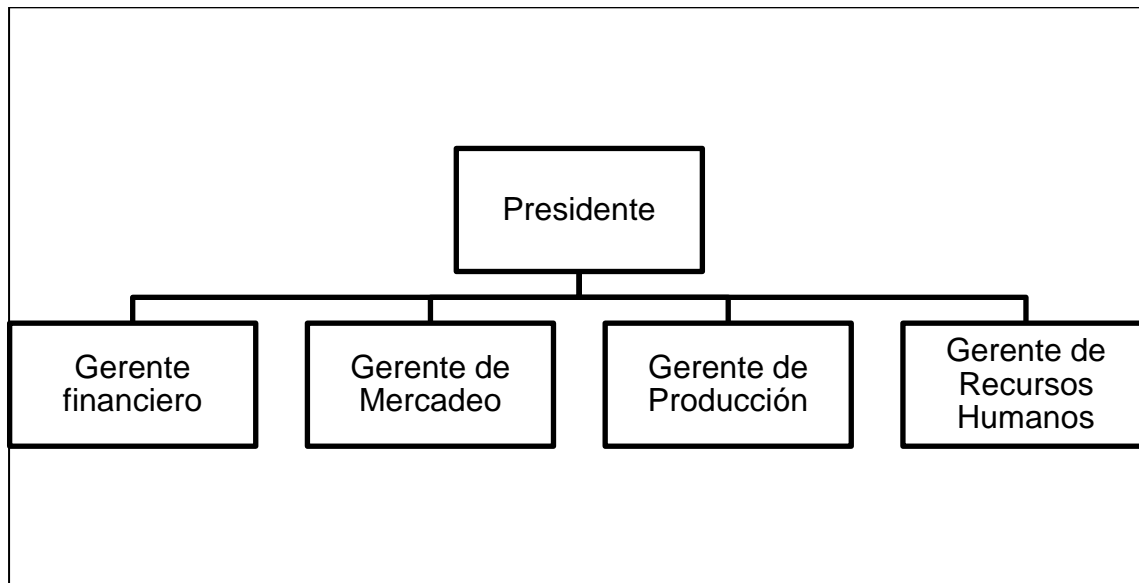 Presidente
Gerente
financiero
Gerente de
Mercadeo
Gerente de
Producción
Gerente de
Recursos
Humanos